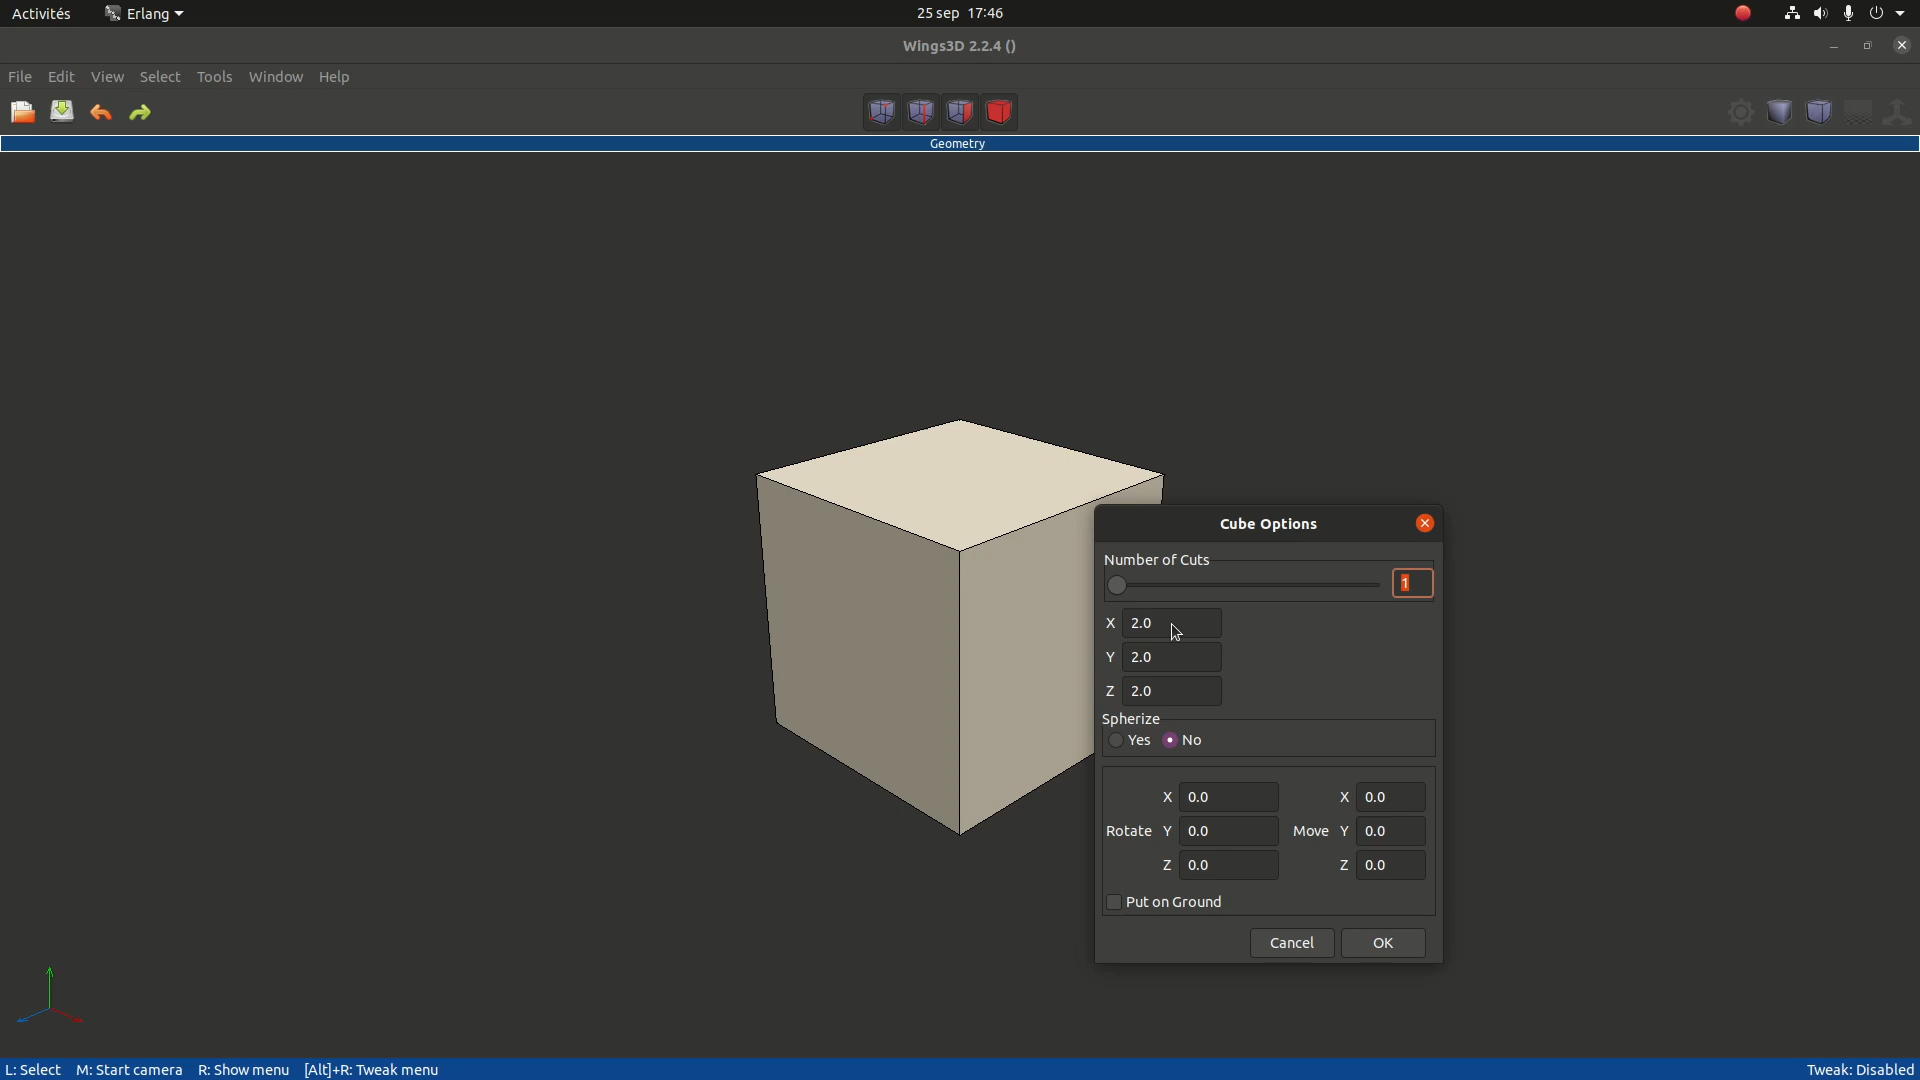 Activités Erlang 25 sep 17:46
Wings3D 2.2.4 ()
File Edit View Select Tools Window Help
Geometry
Cube Options
Number of Cuts
1
X 2.0
Y 2.0
Z 2.0
Spherize
Yes No
X 0.0 X 0.0
Rotate Y 0.0 Move Y 0.0
Z 0.0 Z 0.0
Put on Ground
Cancel OK
L: Select M: Start camera R: Show menu [Alt]+R: Tweak menu Tweak: Disabled